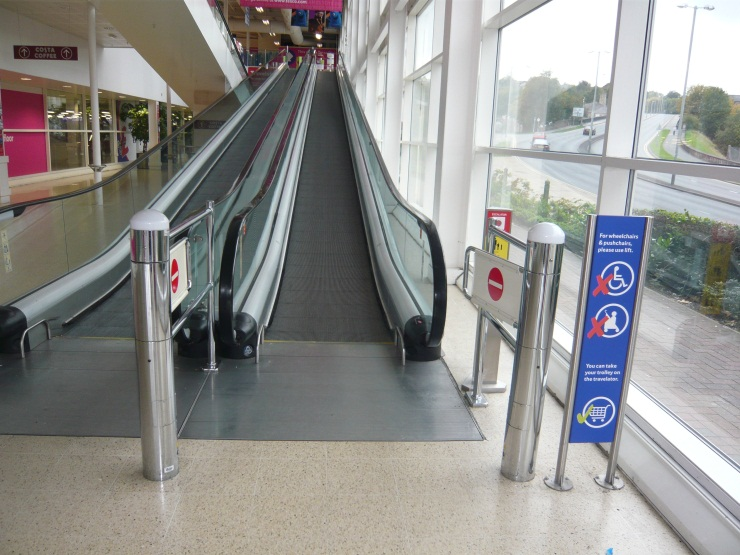 COSTA
COFFEE
For wheelchairs
& pushchairs,
please use lift.
You can take
your trolley on
the travelator.